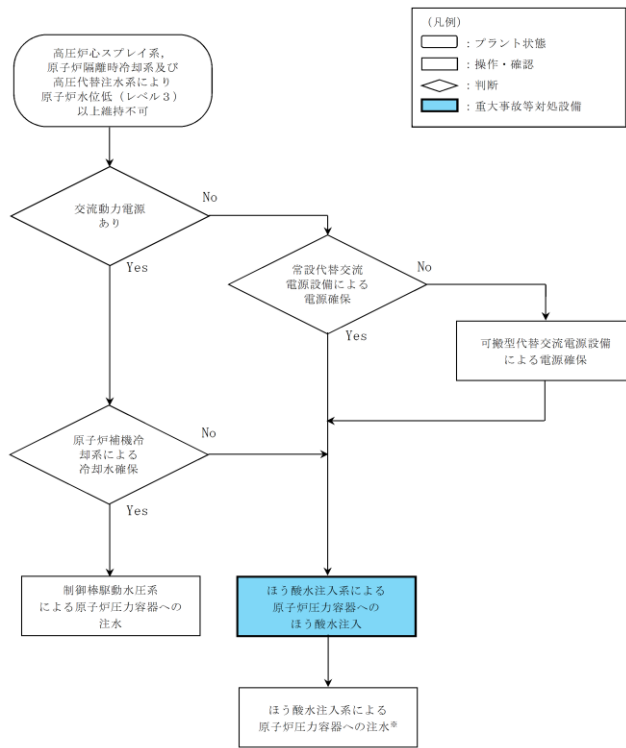 高圧炉心スプレイ系,
原子炉隔離時冷却系及び
高圧代替注水系により
原子炉水位低（レベル３）
以上維持不可
（凡例）
：プラント状態
：操作・確認
：判断
：重大事故等対処設備
交流動力電源
あり
No
Yes
常設代替交流
電源設備による
電源確保
No
Yes
可搬型代替交流電源設備
による電源確保
原子炉補機冷
却系による
冷却水確保
No
Yes
制御棒駆動水圧系
による原子炉圧力容器への
注水
ほう酸水注入系による
原子炉圧力容器への
ほう酸水注入
ほう酸水注入系による
原子炉圧力容器への注水※